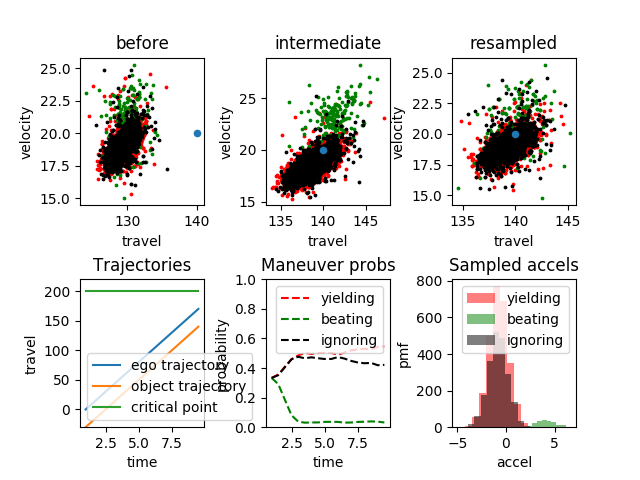 before
intermediate
resampled
25.0
22.5
20.0
17.5
15.0
velocity
130
140
travel
25
20
15
velocity
135
140
145
travel
25.0
22.5
20.0
17.5
15.0
velocity
135
140
145
travel
Trajectories
Maneuver probs
Sampled accels
200
150
100
50
0
travel
ego trajectory
object trajectory
critical point
2.5
5.0
7.5
time
1.0
0.8
0.6
0.4
0.2
0.0
probability
yielding
beating
ignoring
2.5
5.0
7.5
time
800
600
400
200
0
pmf
yielding
beating
ignoring
−5
0
5
accel